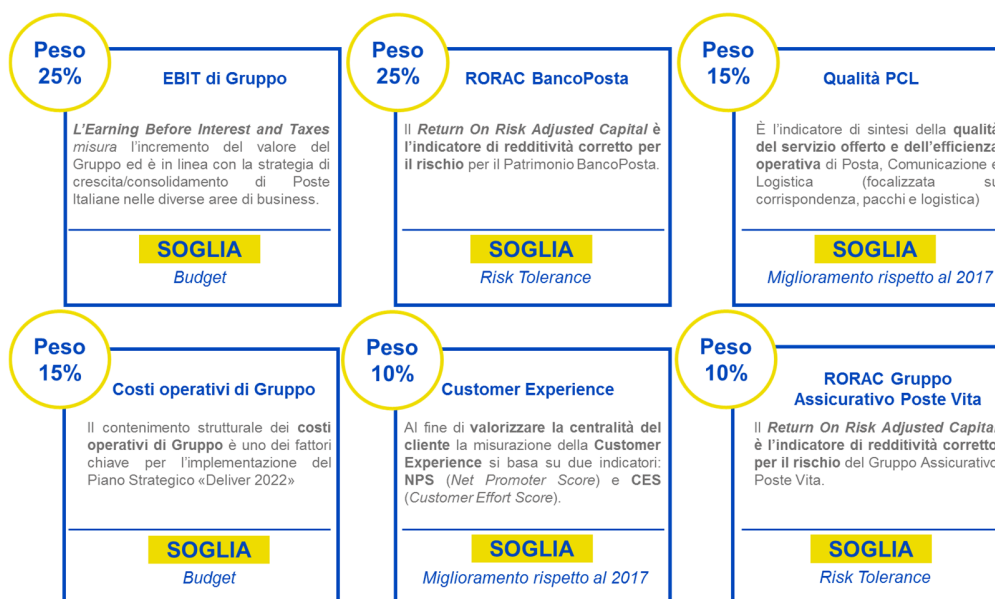 Peso
25%
EBIT di Gruppo
L'Earning Before Interest and Taxes
misura l'incremento del valore del
Gruppo ed è in linea con la strategia di
crescita/consolidamento di Poste
Italiane nelle diverse aree di business.
SOGLIA
Budget
Peso
25%
RORAC BancoPosta
Il Return On Risk Adjusted Capital è
l'indicatore di redditività corretto per
il rischio per il Patrimonio BancoPosta.
SOGLIA
Risk Tolerance
Peso
15%
Qualità PCL
È l'indicatore di sintesi della qualità
del servizio offerto e dell'efficienza
operativa di Posta, Comunicazione e
Logistica (focalizzata su
corrispondenza, pacchi e logistica)
SOGLIA
Miglioramento rispetto al 2017
Peso
15%
Costi operativi di Gruppo
Il contenimento strutturale dei costi
operativi di Gruppo è uno dei fattori
chiave per l'implementazione del
Piano Strategico «Deliver 2022»
SOGLIA
Budget
Peso
10%
Customer Experience
Al fine di valorizzare la centralità del
cliente la misurazione della Customer
Experience si basa su due indicatori:
NPS (Net Promoter Score) e CES
(Customer Effort Score).
SOGLIA
Miglioramento rispetto al 2017
Peso
10%
RORAC Gruppo
Assicurativo Poste Vita
Il Return On Risk Adjusted Capital
è l'indicatore di redditività corretto
per il rischio del Gruppo Assicurativo
Poste Vita.
SOGLIA
Risk Tolerance